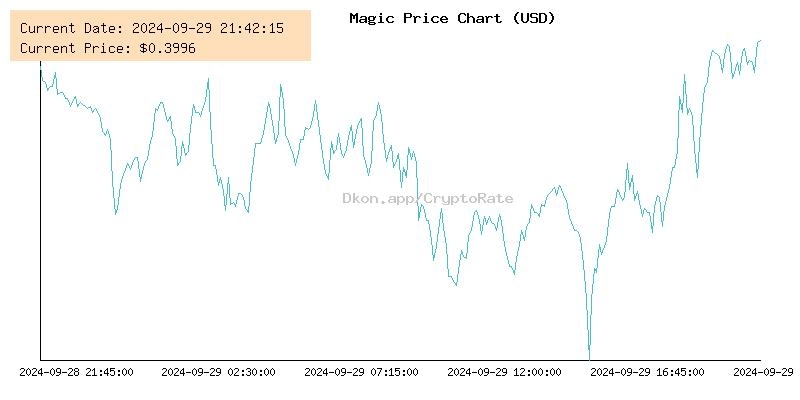 Magic Price Chart (USD)
Current Date: 2024-09-29 21:42:15
Current Price: $0.3996
Dkon.app/CryptoRate
2024-09-28 21:45:00 2024-09-29 02:30:00 2024-09-29 07:15:00 2024-09-29 12:00:00 2024-09-29 16:45:00 2024-09-29